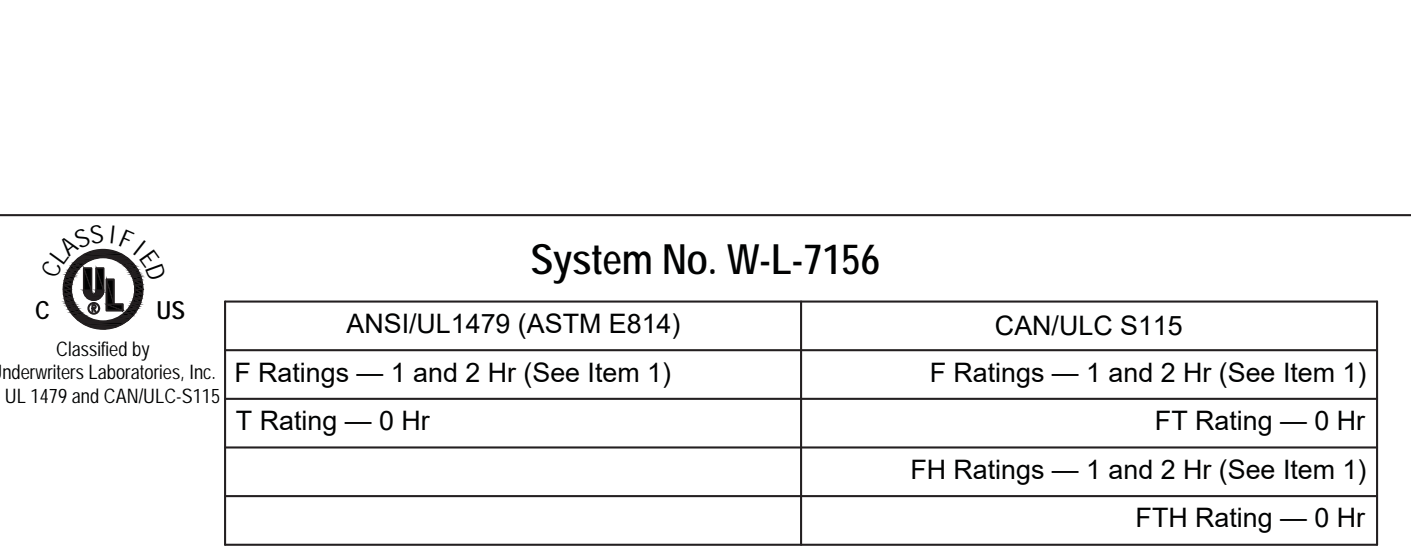 CLASSIFIED
UL
®
C US
Classified by
Underwriters Laboratories, Inc.
UL 1479 and CAN/ULC-S115
System No. W-L-7156
ANSI/UL1479 (ASTM E814) CAN/ULC S115
F Ratings — 1 and 2 Hr (See Item 1) F Ratings — 1 and 2 Hr (See Item 1)
T Rating — 0 Hr FT Rating — 0 Hr
FH Ratings — 1 and 2 Hr (See Item 1)
FTH Rating — 0 Hr